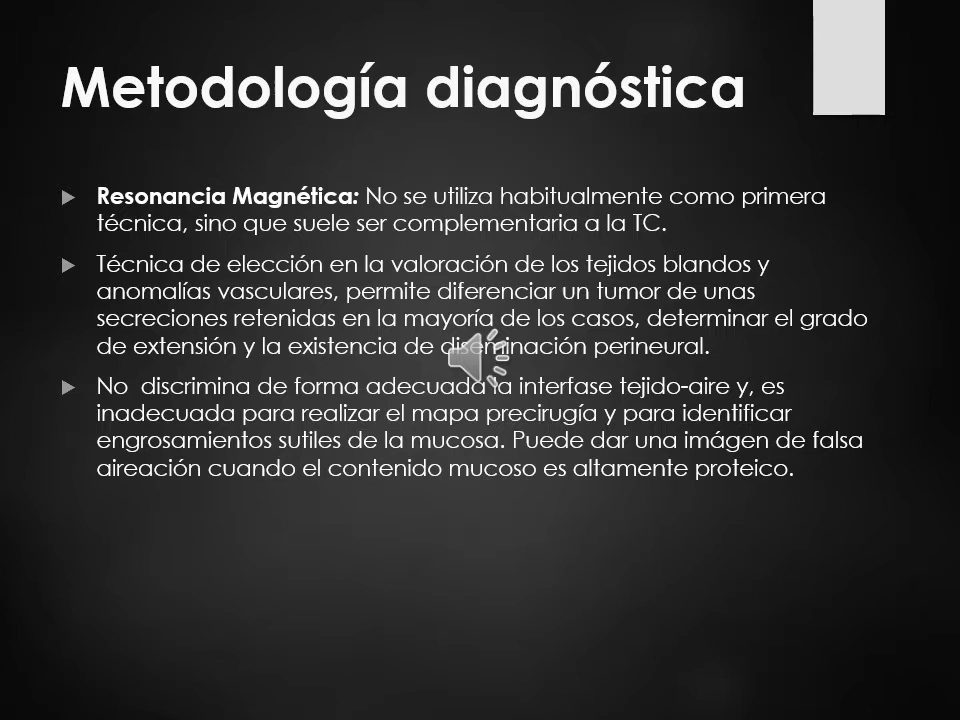 Metodología diagnóstica
Resonancia Magnética: No se utiliza habitualmente como primera
técnica, sino que suele ser complementaria a la TC.
Técnica de elección en la valoración de los tejidos blandos y
anomalías vasculares, permite diferenciar un tumor de unas
secreciones retenidas en la mayoría de los casos, determinar el grado
de extensión y la existencia de diseminación perineural.
No discrimina de forma adecuada la interfase tejido-aire y, es
inadecuada para realizar el mapa precirugía y para identificar
engrosamientos sutiles de la mucosa. Puede dar una imágen de falsa
aireación cuando el contenido mucoso es altamente proteico.